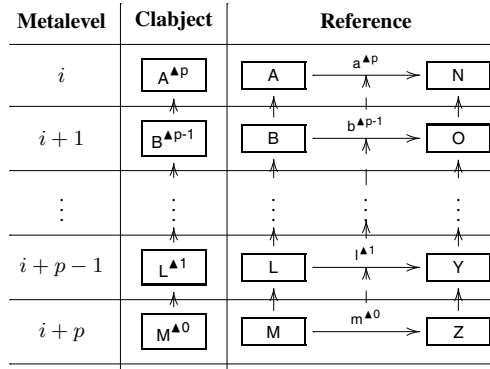 Metalevel Clabject Reference
a▲p
i A▲p A N
b▲p-1
i + 1 B▲p-1 B O
⋮ ⋮ ⋮ ⋮ ⋮
l▲1
i + p − 1 L▲1 L Y
m▲0
i + p M▲0 M Z